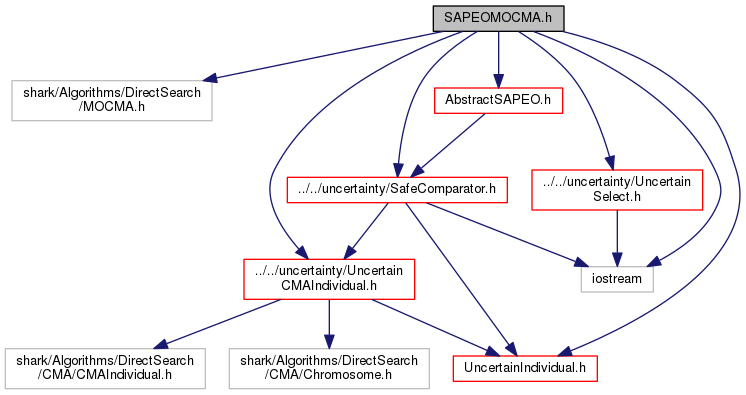 SAPEOMOCMA.h
shark/Algorithms/DirectSearch
/MOCMA.h
AbstractSAPEO.h
../../uncertainty/SafeComparator.h
../../uncertainty/Uncertain
Select.h
../../uncertainty/Uncertain
CMAIndividual.h
iostream
shark/Algorithms/DirectSearch
/CMA/CMAIndividual.h
shark/Algorithms/DirectSearch
/CMA/Chromosome.h
UncertainIndividual.h